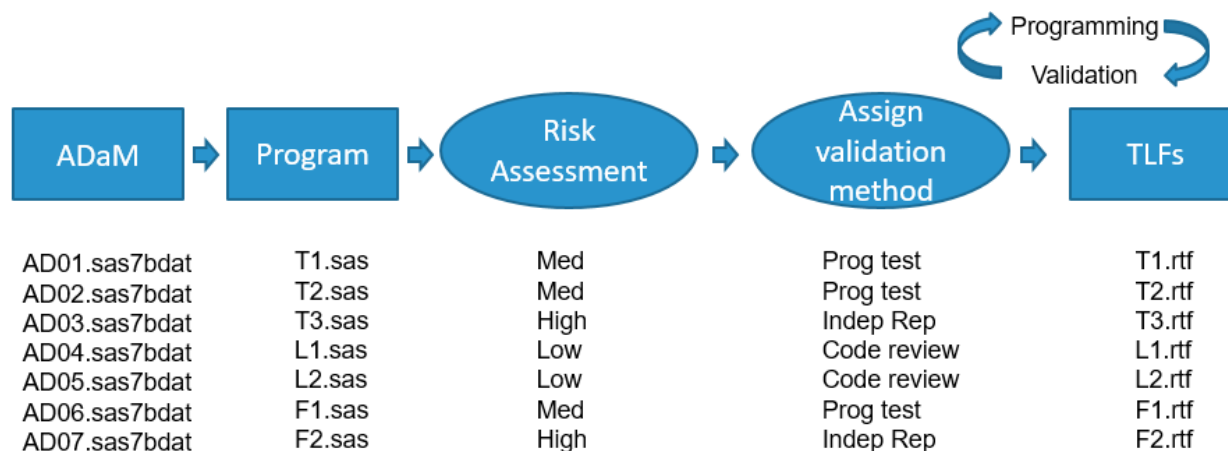 Programming
Validation
ADaM
Program
Risk
Assessment
Assign
validation
method
TLFs
AD01.sas7bdat T1.sas Med Prog test T1.rtf
AD02.sas7bdat T2.sas Med Prog test T2.rtf
AD03.sas7bdat T3.sas High Indep Rep T3.rtf
AD04.sas7bdat L1.sas Low Code review L1.rtf
AD05.sas7bdat L2.sas Low Code review L2.rtf
AD06.sas7bdat F1.sas Med Prog test F1.rtf
AD07.sas7bdat F2.sas High Indep Rep F2.rtf